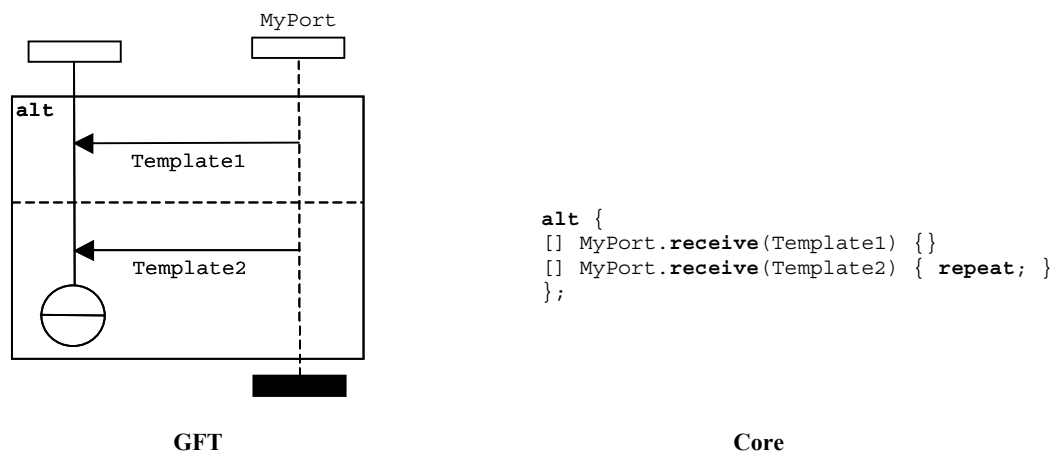 MyPort
alt
Template1
Template2
alt {
[] MyPort.receive(Template1) {}
[] MyPort.receive(Template2) { repeat; }
};
GFT
Core